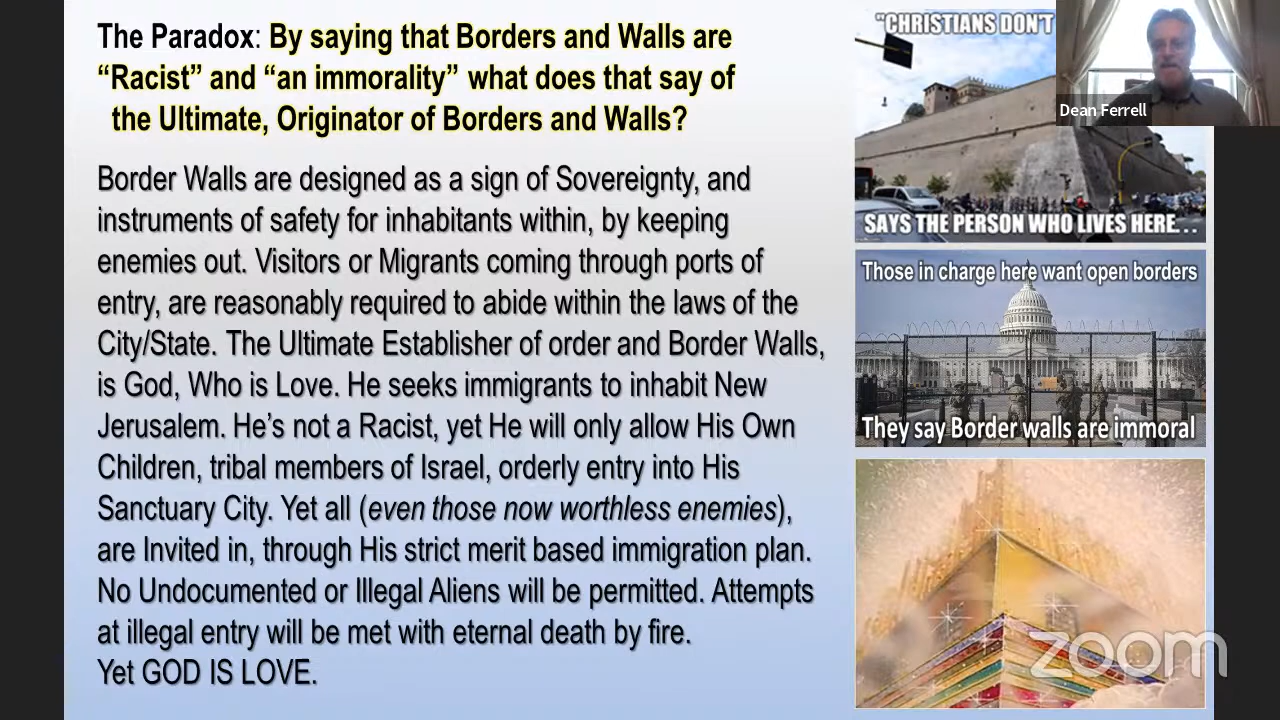 The Paradox: By saying that Borders and Walls are
“Racist” and “an immorality” what does that say of
the Ultimate, Originator of Borders and Walls?
Border Walls are designed as a sign of Sovereignty, and
instruments of safety for inhabitants within, by keeping
enemies out. Visitors or Migrants coming through ports of
entry, are reasonably required to abide within the laws of the
City/State. The Ultimate Establisher of order and Border Walls,
is God, Who is Love. He seeks immigrants to inhabit New
Jerusalem. He’s not a Racist, yet He will only allow His Own
Children, tribal members of Israel, orderly entry into His
Sanctuary City. Yet all (even those now worthless enemies),
are Invited in, through His strict merit based immigration plan.
No Undocumented or Illegal Aliens will be permitted. Attempts
at illegal entry will be met with eternal death by fire.
Yet GOD IS LOVE.
"CHRISTIANS DON'T
SAYS THE PERSON WHO LIVES HERE...
Those in charge here want open borders
They say Border walls are immoral
Dean Ferrell
zoom